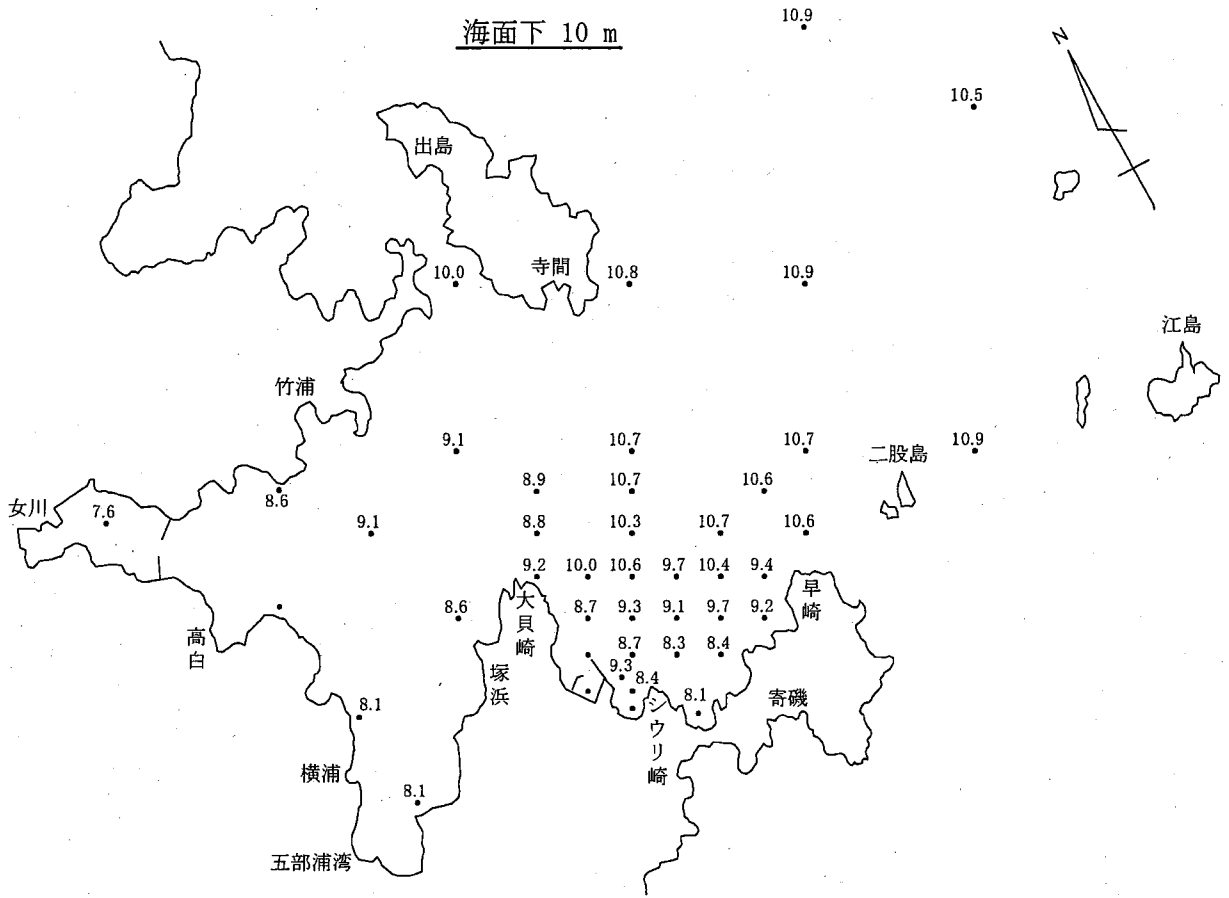 海面下 10 m
10.9
N
10.5
出島
寺間
10.0
10.8
10.9
江島
竹浦
9.1
10.7
10.7
二股島
10.9
8.9
10.7
10.6
女川
7.6
8.6
9.1
8.8
10.3
10.7
10.6
9.2
10.0
10.6
9.7
10.4
9.4
早崎
大貝崎
8.6
8.7
9.3
9.1
9.7
9.2
高白
8.7
8.3
8.4
塚浜
9.3
8.4
8.1
寄磯
シウリ崎
8.1
横浦
8.1
五部浦湾